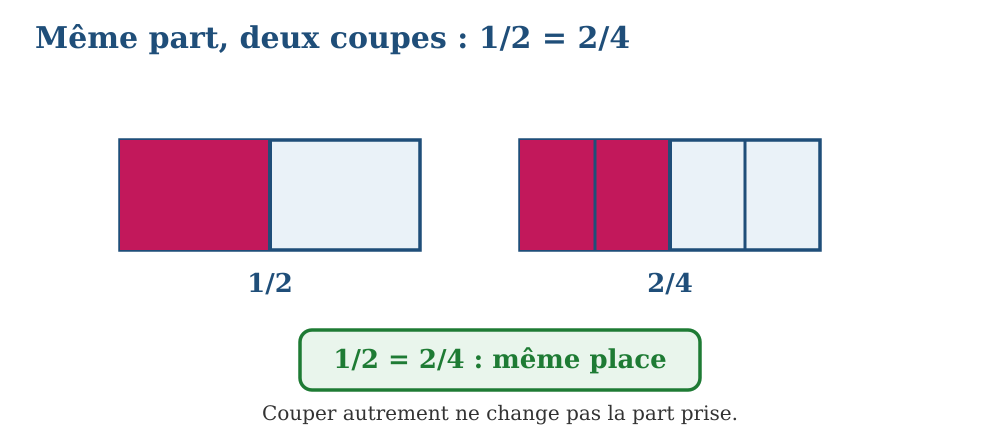 Même part, deux coupes : 1/2 = 2/4
1/2
2/4
1/2 = 2/4 : même place
Couper autrement ne change pas la part prise.